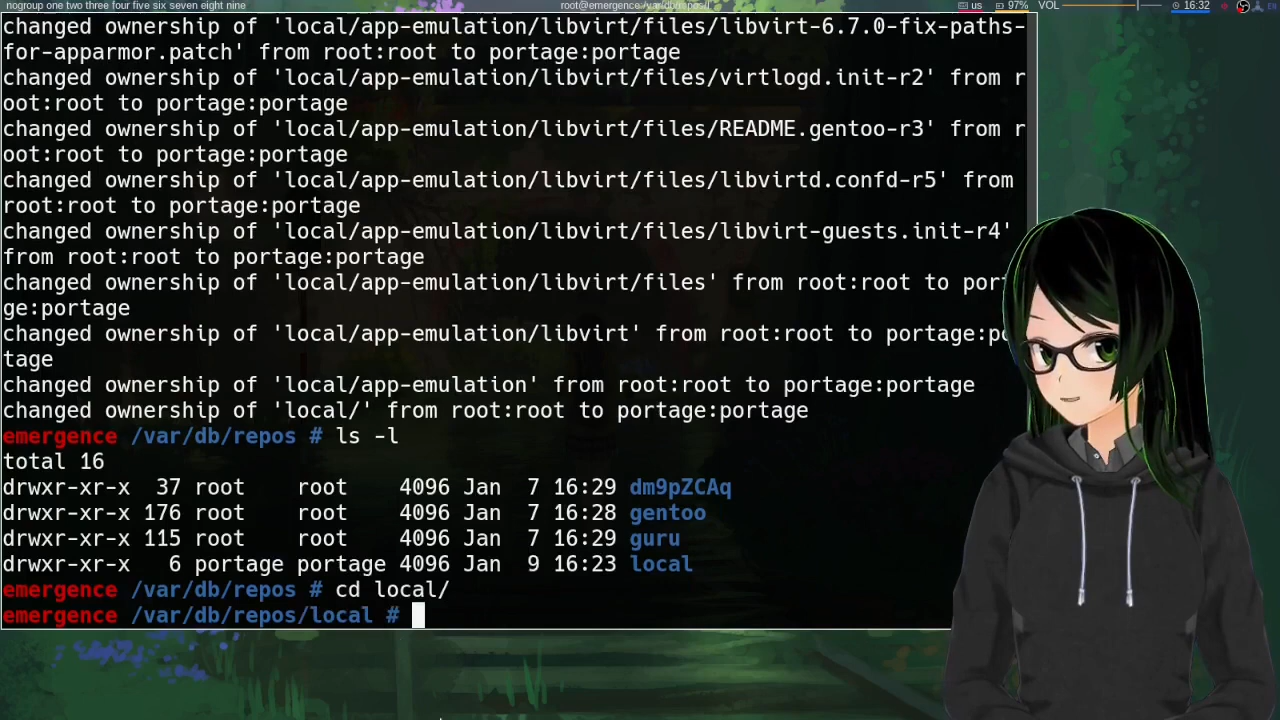 nogroup one two three four five six seven eight nine root@emergence:/var/db/repos/l us 97% VOL 16:32 EN
changed ownership of 'local/app-emulation/libvirt/files/libvirt-6.7.0-fix-paths-
for-apparmor.patch' from root:root to portage:portage
changed ownership of 'local/app-emulation/libvirt/files/virtlogd.init-r2' from r
oot:root to portage:portage
changed ownership of 'local/app-emulation/libvirt/files/README.gentoo-r3' from r
oot:root to portage:portage
changed ownership of 'local/app-emulation/libvirt/files/libvirtd.confd-r5' from
root:root to portage:portage
changed ownership of 'local/app-emulation/libvirt/files/libvirt-guests.init-r4'
from root:root to portage:portage
changed ownership of 'local/app-emulation/libvirt/files' from root:root to port
ge:portage
changed ownership of 'local/app-emulation/libvirt' from root:root to portage:po
tage
changed ownership of 'local/app-emulation' from root:root to portage:portage
changed ownership of 'local/' from root:root to portage:portage
emergence /var/db/repos # ls -l
total 16
drwxr-xr-x 37 root root 4096 Jan 7 16:29 dm9pZCAq
drwxr-xr-x 176 root root 4096 Jan 7 16:28 gentoo
drwxr-xr-x 115 root root 4096 Jan 7 16:29 guru
drwxr-xr-x 6 portage portage 4096 Jan 9 16:23 local
emergence /var/db/repos # cd local/
emergence /var/db/repos/local #